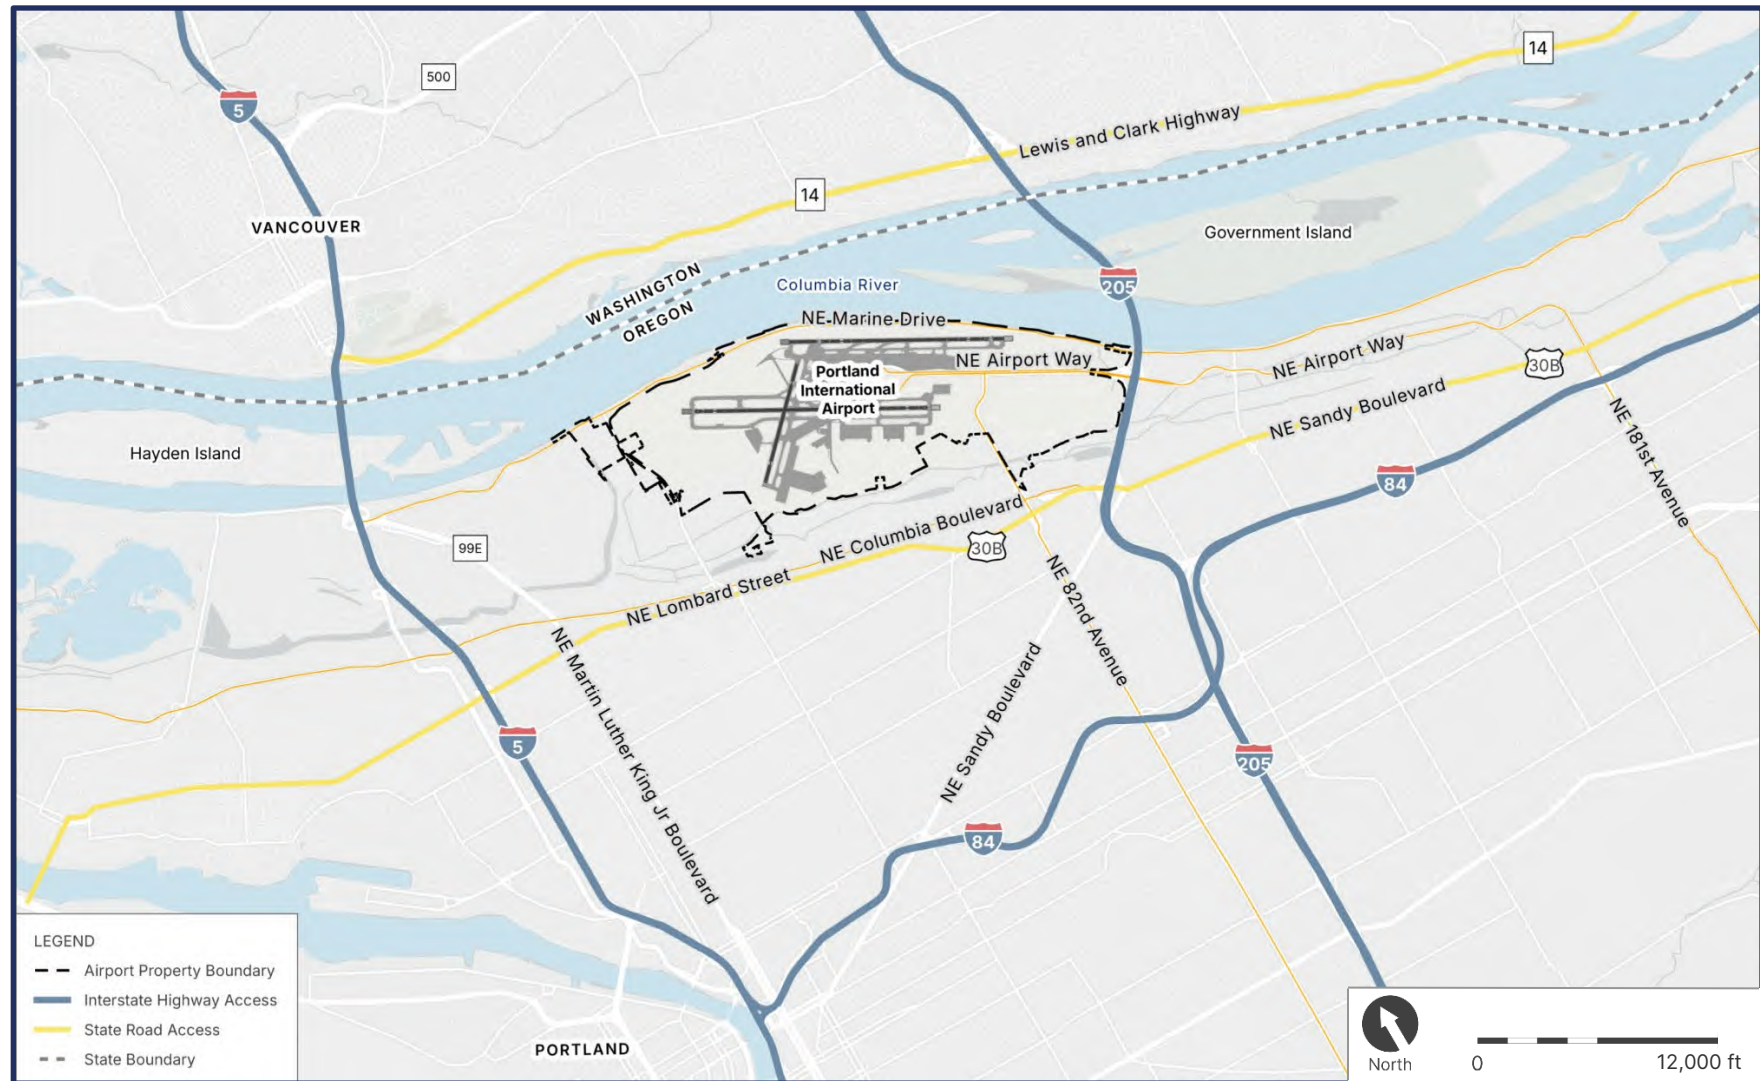 14
500
5
Lewis and Clark Highway
14
VANCOUVER
Government Island
WASHINGTON
OREGON
Columbia River
205
NE Marine Drive
NE Airport Way
NE Airport Way
Portland
International
Airport
30B
NE Sandy Boulevard
Hayden Island
NE 181st Avenue
84
NE Columbia Boulevard
99E
30B
NE Lombard Street
NE 82nd Avenue
NE Martin Luther King Jr Boulevard
NE Sandy Boulevard
5
205
84
LEGEND
Airport Property Boundary
Interstate Highway Access
State Road Access
State Boundary
PORTLAND
North
0
12,000 ft